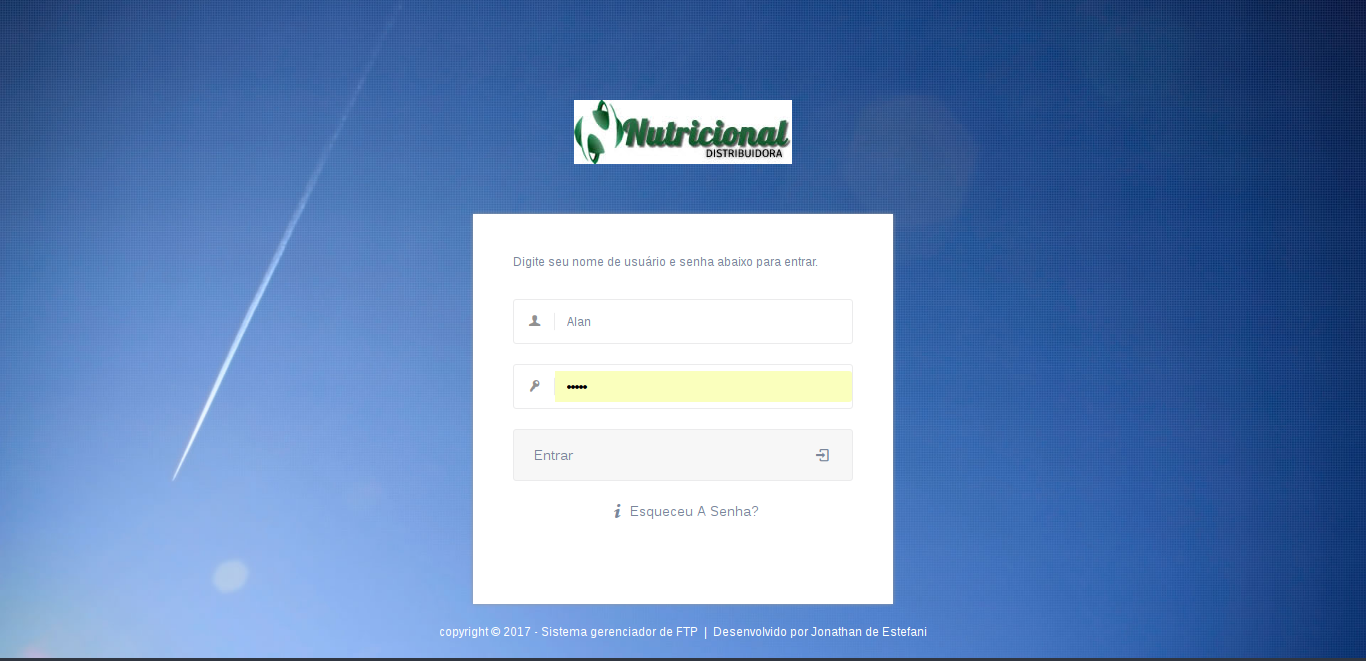 Nutricional
DISTRIBUIDORA
Digite seu nome de usuário e senha abaixo para entrar.
Alan
•••••
Entrar
Esqueceu A Senha?
copyright © 2017 - Sistema gerenciador de FTP | Desenvolvido por Jonathan de Estefani